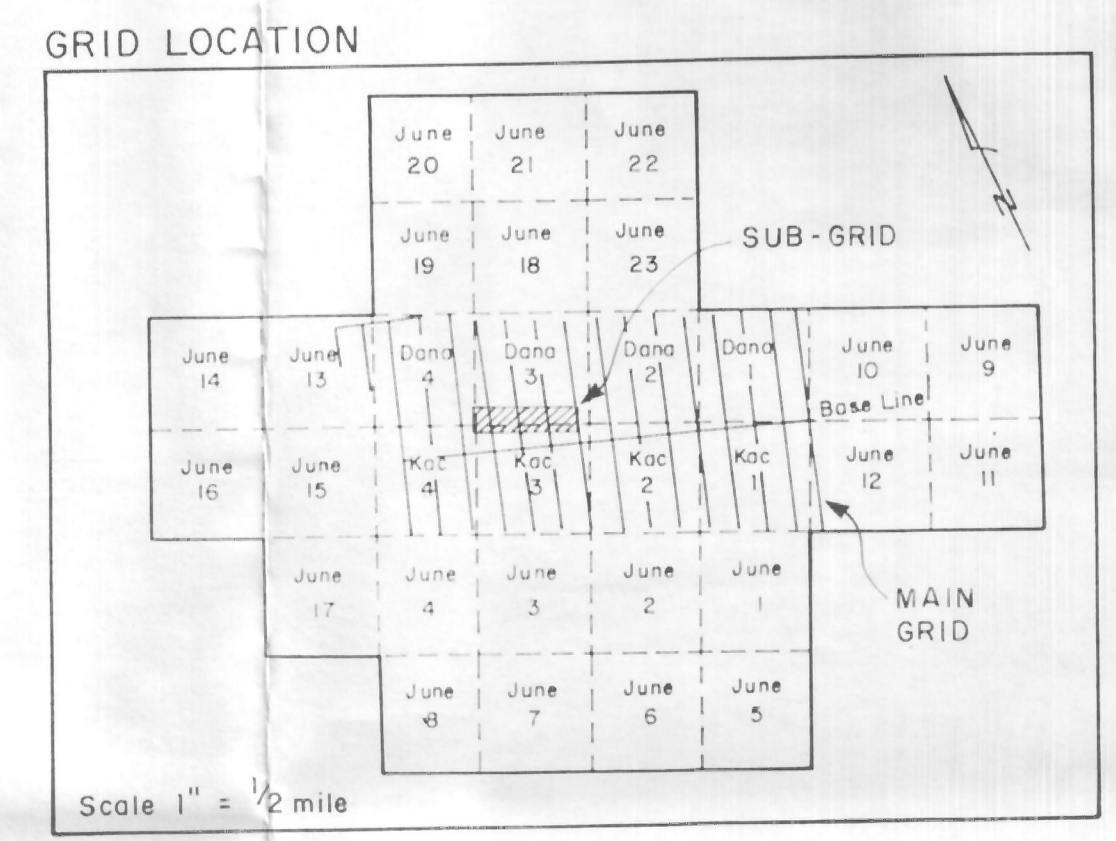 GRID LOCATION
June 20
June 21
June 22
June 19
June 18
June 23
SUB-GRID
N
June 14
June 13
Dana 4
Dana 3
Dana 2
Dana 1
June 10
June 9
Base Line
June 16
June 15
Kac 4
Kac 3
Kac 2
Kac 1
June 12
June 11
June 17
June 4
June 3
June 2
June 1
MAIN
GRID
June 8
June 7
June 6
June 5
Scale 1" = 1/2 mile